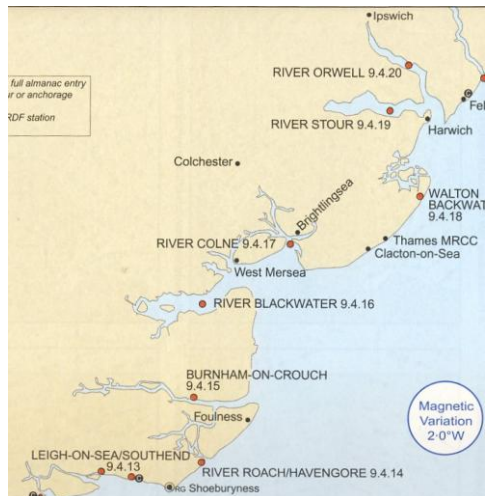 Ipswich
full almanac entry
ur or anchorage
RDF station
RIVER ORWELL 9.4.20
RIVER STOUR 9.4.19
C
Fel
Harwich
Colchester
WALTON
BACKWAT
9.4.18
Brightlingsea
RIVER COLNE 9.4.17
Thames MRCC
Clacton-on-Sea
West Mersea
RIVER BLACKWATER 9.4.16
BURNHAM-ON-CROUCH
9.4.15
Foulness
Magnetic
Variation
2·0°W
LEIGH-ON-SEA/SOUTHEND
9.4.13
C
RIVER ROACH/HAVENGORE 9.4.14
RG Shoeburyness
C